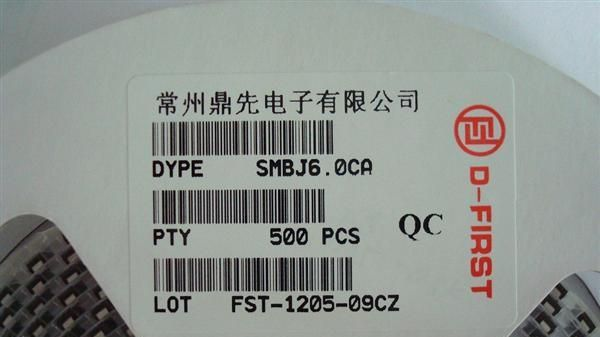 常州鼎先电子有限公司
DYPE SMBJ6.0CA
PTY 500 PCS
QC
LOT FST-1205-09CZ
D-FIRST